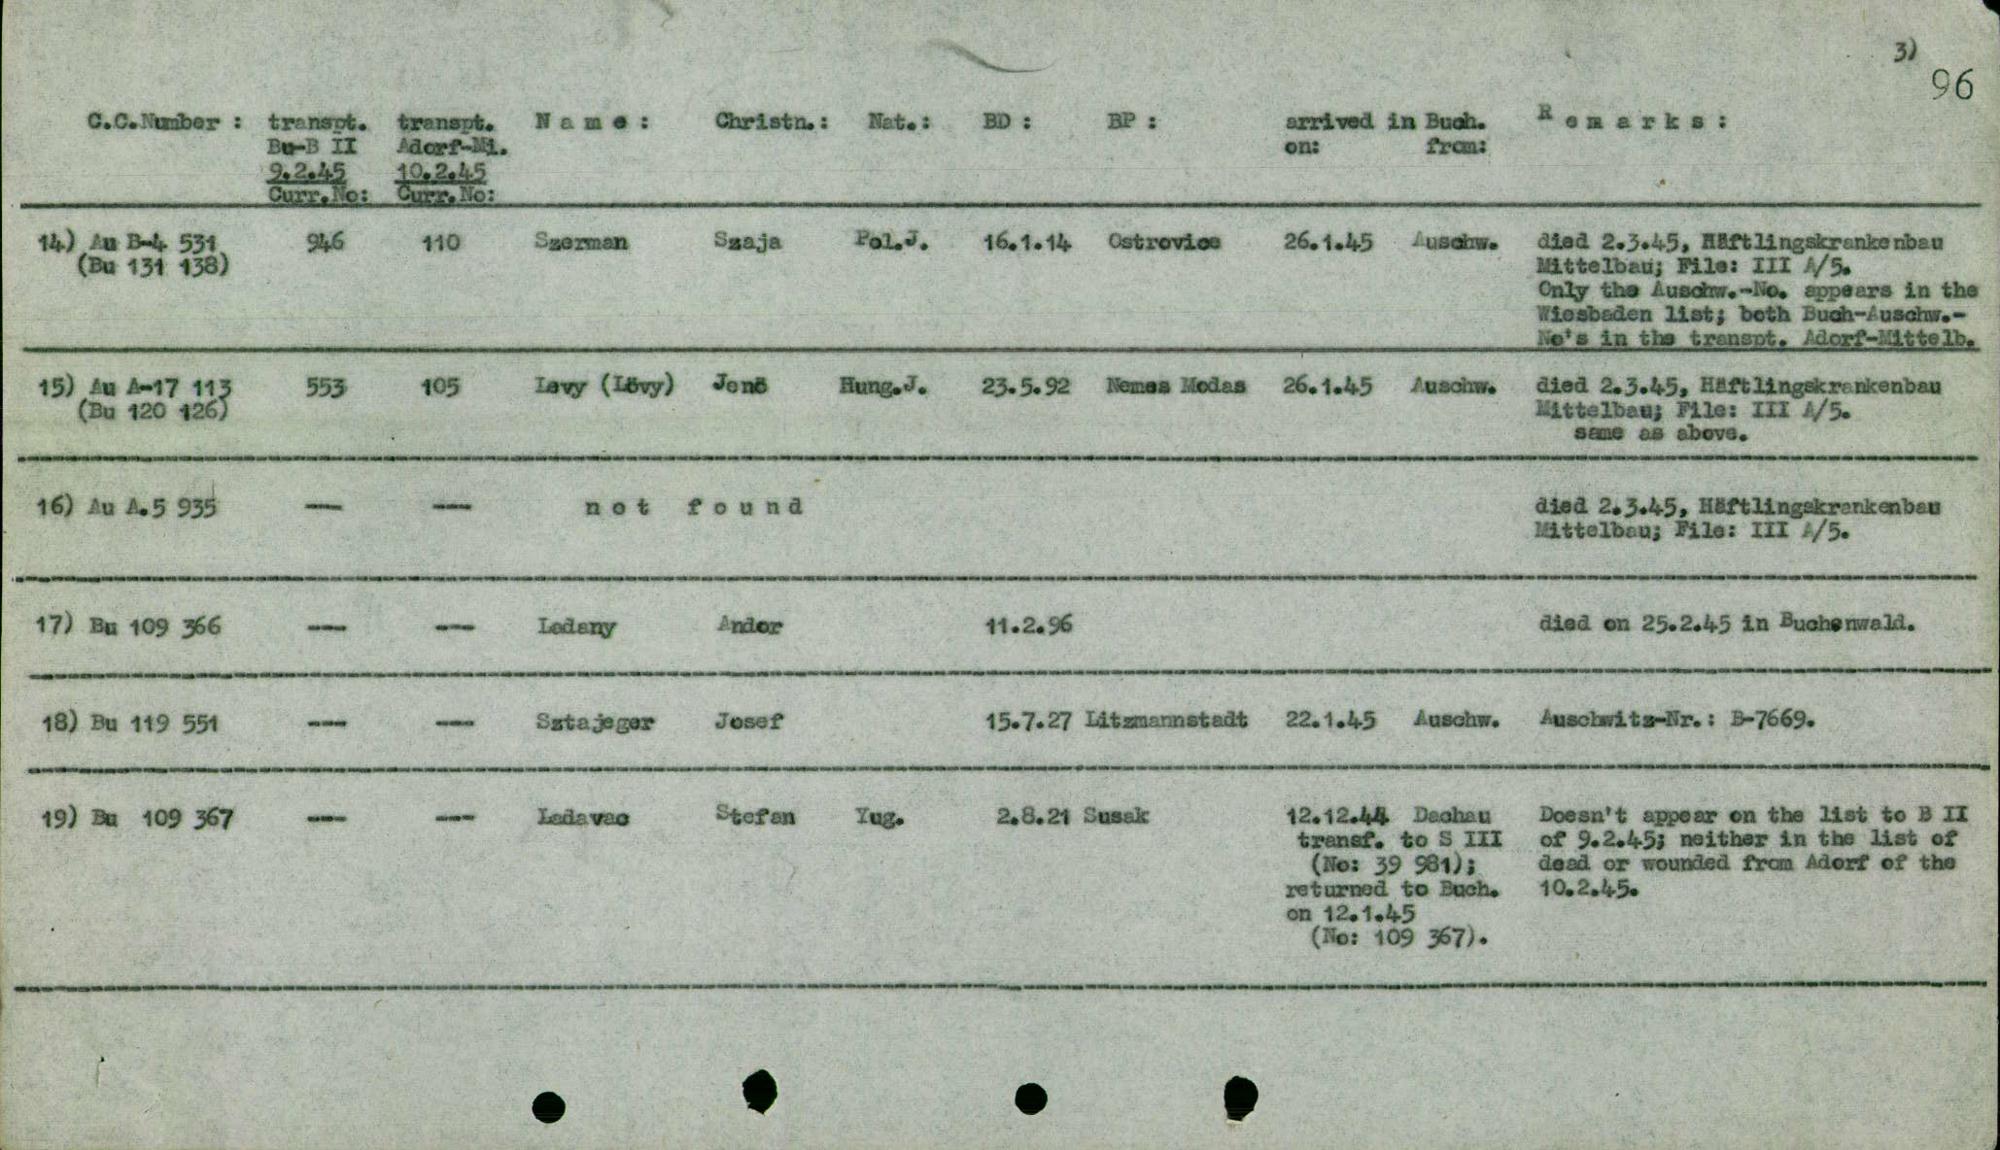 3)
96
C.C.Number : transpt. transpt. N a m e : Christn.: Nat.: BD : BP : arrived in Buch. R e m a r k s :
Bu-B II Adorf-Mi. on: from:
9.2.45 10.2.45
Curr.No: Curr.No:
14) Au B-4 531 946 110 Szerman Szaja Pol.J. 16.1.14 Ostrovice 26.1.45 Auschw. died 2.3.45, Häftlingskrankenbau
(Bu 131 138) Mittelbau; File: III A/5.
Only the Auschw.-No. appears in the
Wiesbaden list; both Buch-Auschw.-
No's in the transpt. Adorf-Mittelb.
15) Au A-17 113 553 105 Levy (Lövy) Jenö Hung.J. 23.5.92 Nemes Medas 26.1.45 Auschw. died 2.3.45, Häftlingskrankenbau
(Bu 120 126) Mittelbau; File: III A/5.
same as above.
16) Au A.5 935 — — n o t f o u n d died 2.3.45, Häftlingskrankenbau
Mittelbau; File: III A/5.
17) Bu 109 366 — — Ledany Andor 11.2.96 died on 25.2.45 in Buchenwald.
18) Bu 119 551 — — Sztajeger Josef 15.7.27 Litzmannstadt 22.1.45 Auschw. Auschwitz-Nr.: B-7669.
19) Bu 109 367 — — Ladavac Stefan Yug. 2.8.21 Susak 12.12.44 Dachau Doesn't appear on the list to B II
transf. to S III of 9.2.45; neither in the list of
(No: 39 981); dead or wounded from Adorf of the
returned to Buch. 10.2.45.
on 12.1.45
(No: 109 367).